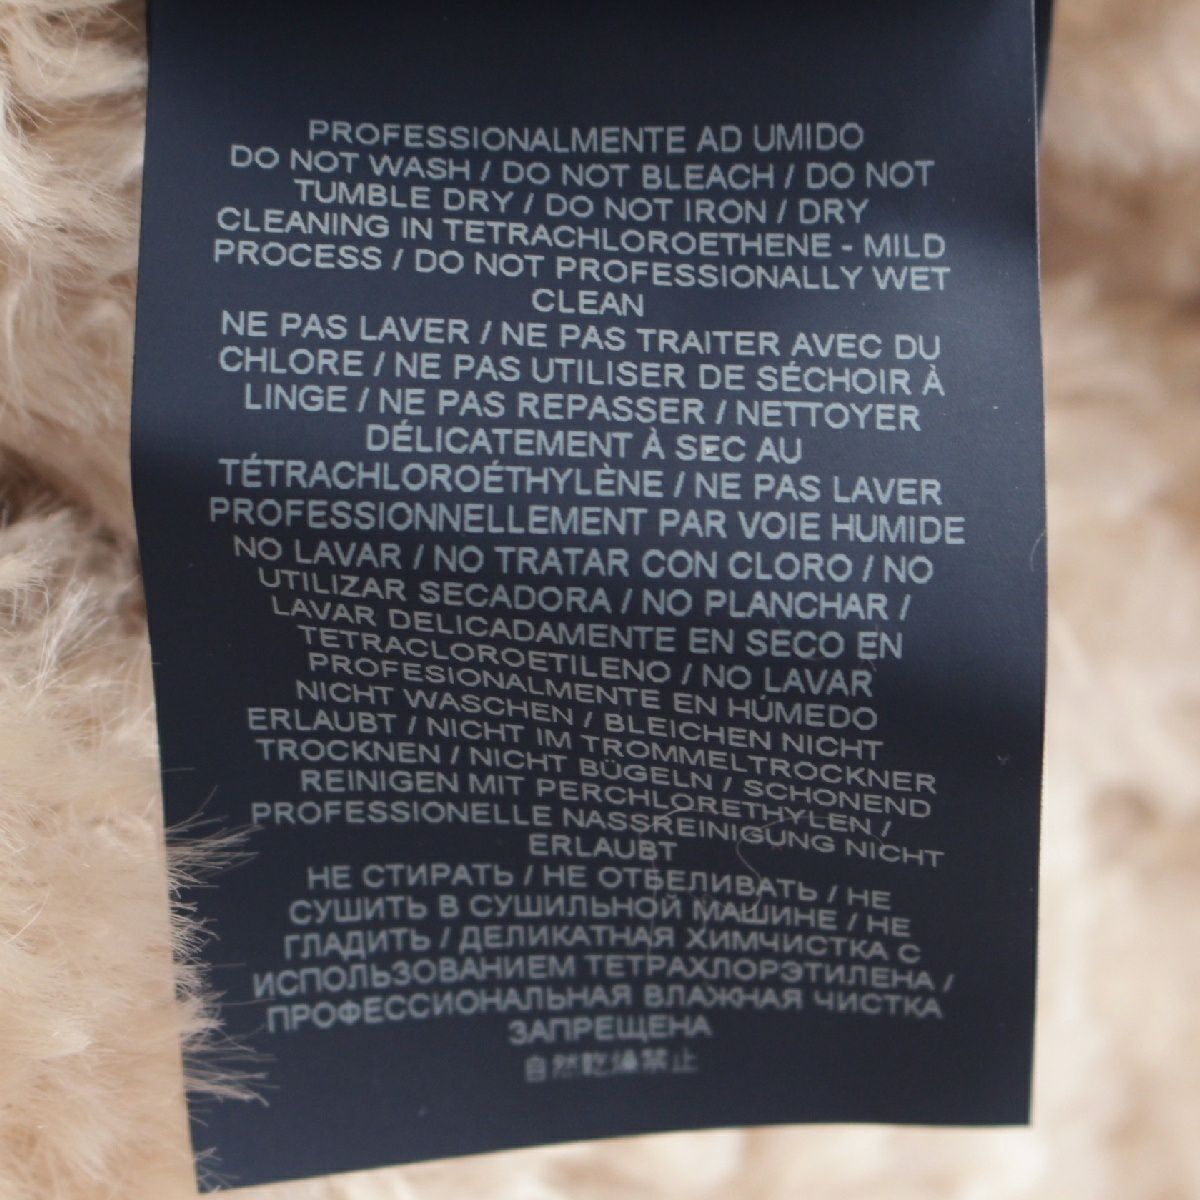 PROFESSIONALMENTE AD UMIDO
DO NOT WASH / DO NOT BLEACH / DO NOT
TUMBLE DRY / DO NOT IRON / DRY
CLEANING IN TETRACHLOROETHENE - MILD
PROCESS / DO NOT PROFESSIONALLY WET
CLEAN
NE PAS LAVER / NE PAS TRAITER AVEC DU
CHLORE / NE PAS UTILISER DE SÉCHOIR À
LINGE / NE PAS REPASSER / NETTOYER
DÉLICATEMENT À SEC AU
TÉTRACHLOROÉTHYLÈNE / NE PAS LAVER
PROFESSIONNELLEMENT PAR VOIE HUMIDE
NO LAVAR / NO TRATAR CON CLORO / NO
UTILIZAR SECADORA / NO PLANCHAR /
LAVAR DELICADAMENTE EN SECO EN
TETRACLOROETILENO / NO LAVAR
PROFESIONALMENTE EN HÚMEDO
NICHT WASCHEN / BLEICHEN NICHT
ERLAUBT / NICHT IM TROMMELTROCKNER
TROCKNEN / NICHT BÜGELN / SCHONEND
REINIGEN MIT PERCHLORETHYLEN /
PROFESSIONELLE NASSREINIGUNG NICHT
ERLAUBT
НЕ СТИРАТЬ / НЕ ОТБЕЛИВАТЬ / НЕ
СУШИТЬ В СУШИЛЬНОЙ МАШИНЕ / НЕ
ГЛАДИТЬ / ДЕЛИКАТНАЯ ХИМЧИСТКА С
ИСПОЛЬЗОВАНИЕМ ТЕТРАХЛОРЭТИЛЕНА /
ПРОФЕССИОНАЛЬНАЯ ВЛАЖНАЯ ЧИСТКА
ЗАПРЕЩЕНА
自然乾燥禁止